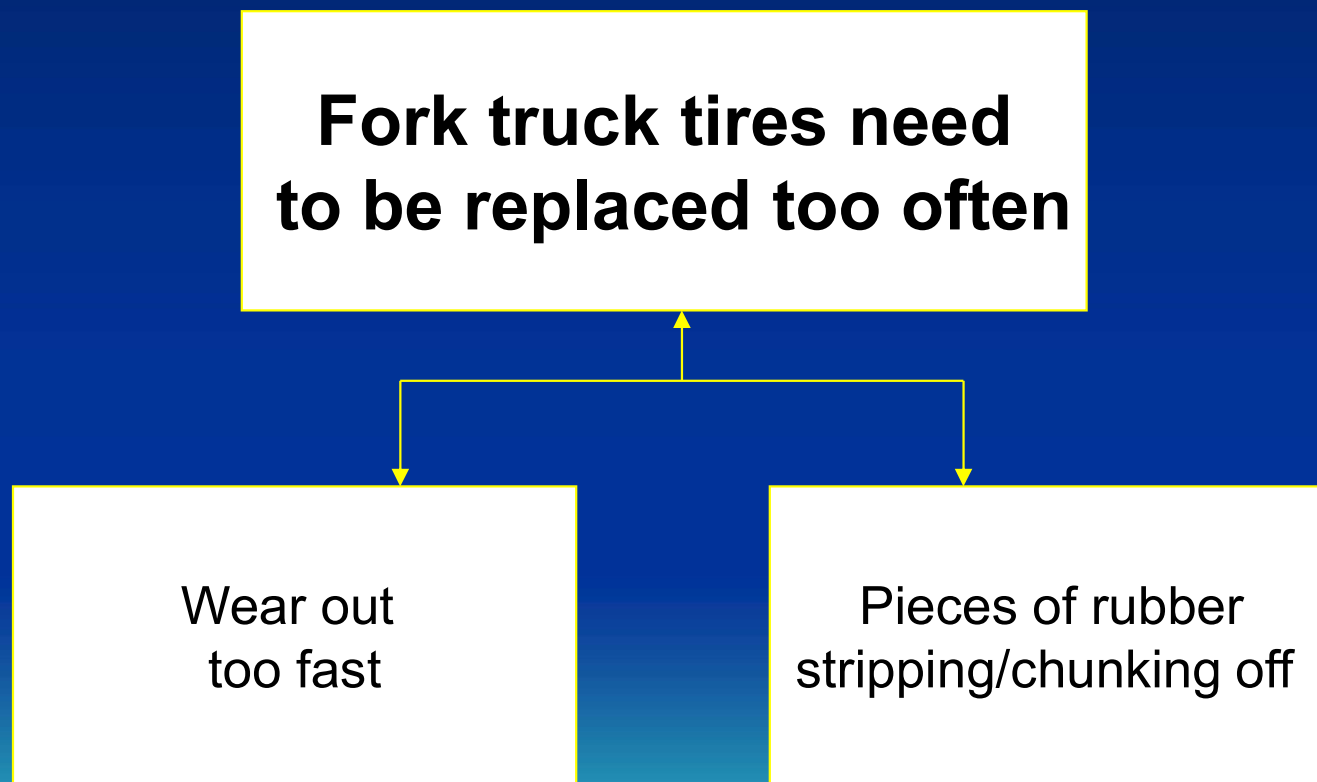 Fork truck tires need
to be replaced too often
Wear out
too fast
Pieces of rubber
stripping/chunking off